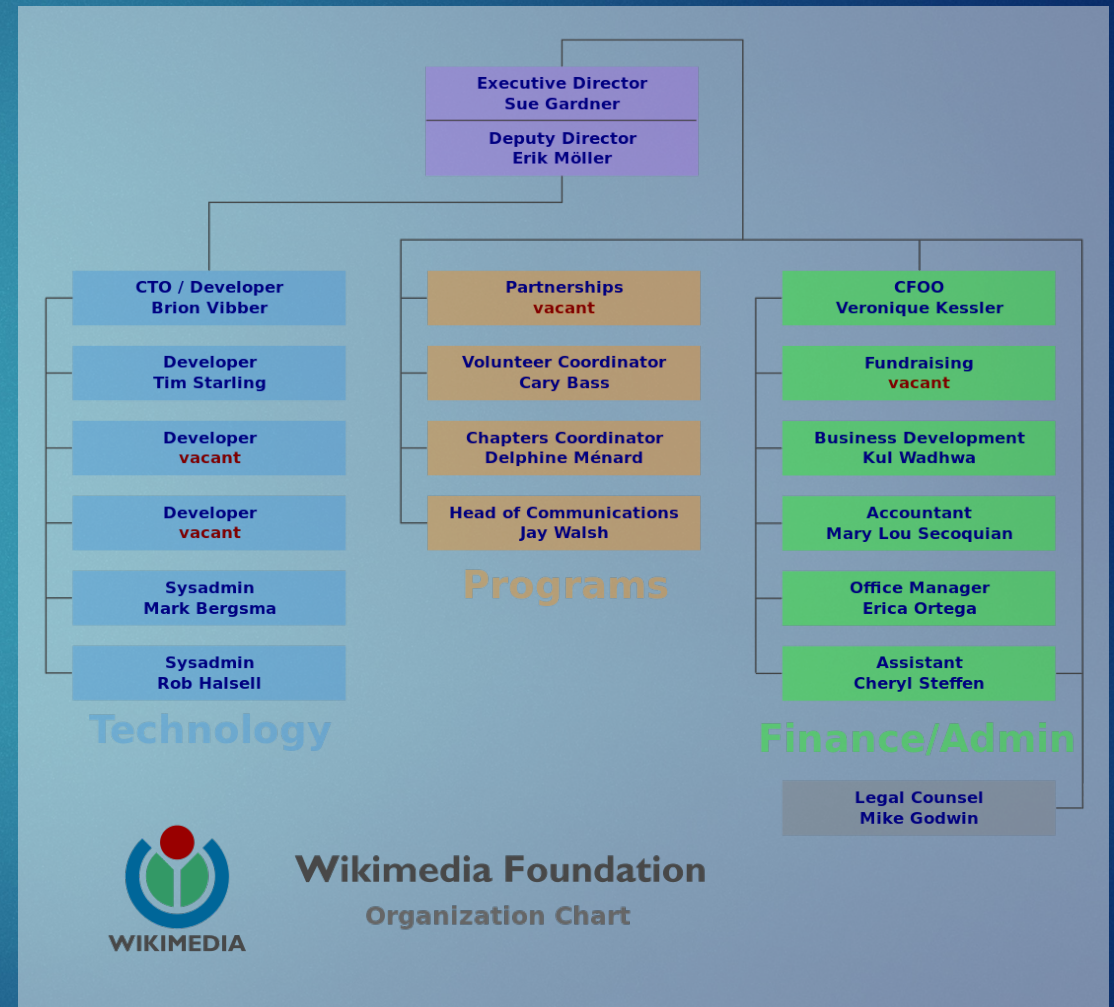 Executive Director
Sue Gardner
Deputy Director
Erik Möller
CTO / Developer
Brion Vibber
Developer
Tim Starling
Developer
vacant
Developer
vacant
Sysadmin
Mark Bergsma
Sysadmin
Rob Halsell
Technology
Partnerships
vacant
Volunteer Coordinator
Cary Bass
Chapters Coordinator
Delphine Ménard
Head of Communications
Jay Walsh
Programs
CFOO
Veronique Kessler
Fundraising
vacant
Business Development
Kul Wadhwa
Accountant
Mary Lou Secoquian
Office Manager
Erica Ortega
Assistant
Cheryl Steffen
Finance/Admin
Legal Counsel
Mike Godwin
WIKIMEDIA
Wikimedia Foundation
Organization Chart